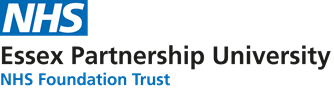 NHS
Essex Partnership University
NHS Foundation Trust